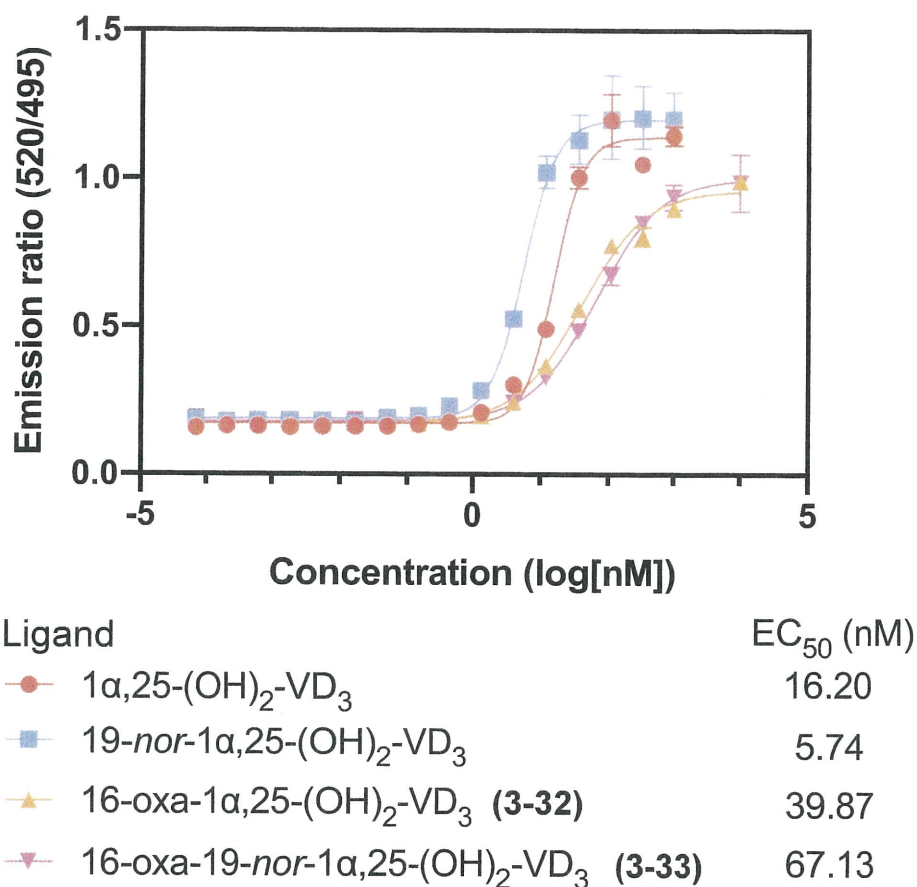 1.5
1.0
0.5
0.0
Emission ratio (520/495)
-5 0 5
Concentration (log[nM])
Ligand EC₅₀ (nM)
1α,25-(OH)₂-VD₃ 16.20
19-nor-1α,25-(OH)₂-VD₃ 5.74
16-oxa-1α,25-(OH)₂-VD₃ (3-32) 39.87
16-oxa-19-nor-1α,25-(OH)₂-VD₃ (3-33) 67.13